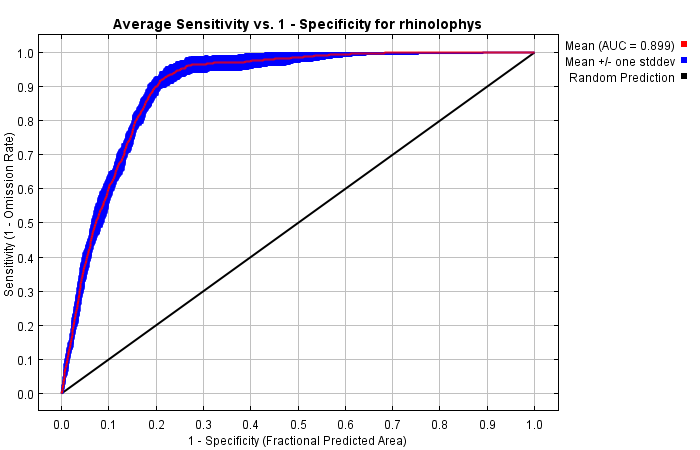 Average Sensitivity vs. 1 - Specificity for rhinolophys
Mean (AUC = 0.899)
Mean +/- one stddev
Random Prediction
Sensitivity (1 - Omission Rate)
1.0
0.9
0.8
0.7
0.6
0.5
0.4
0.3
0.2
0.1
0.0
0.0 0.1 0.2 0.3 0.4 0.5 0.6 0.7 0.8 0.9 1.0
1 - Specificity (Fractional Predicted Area)